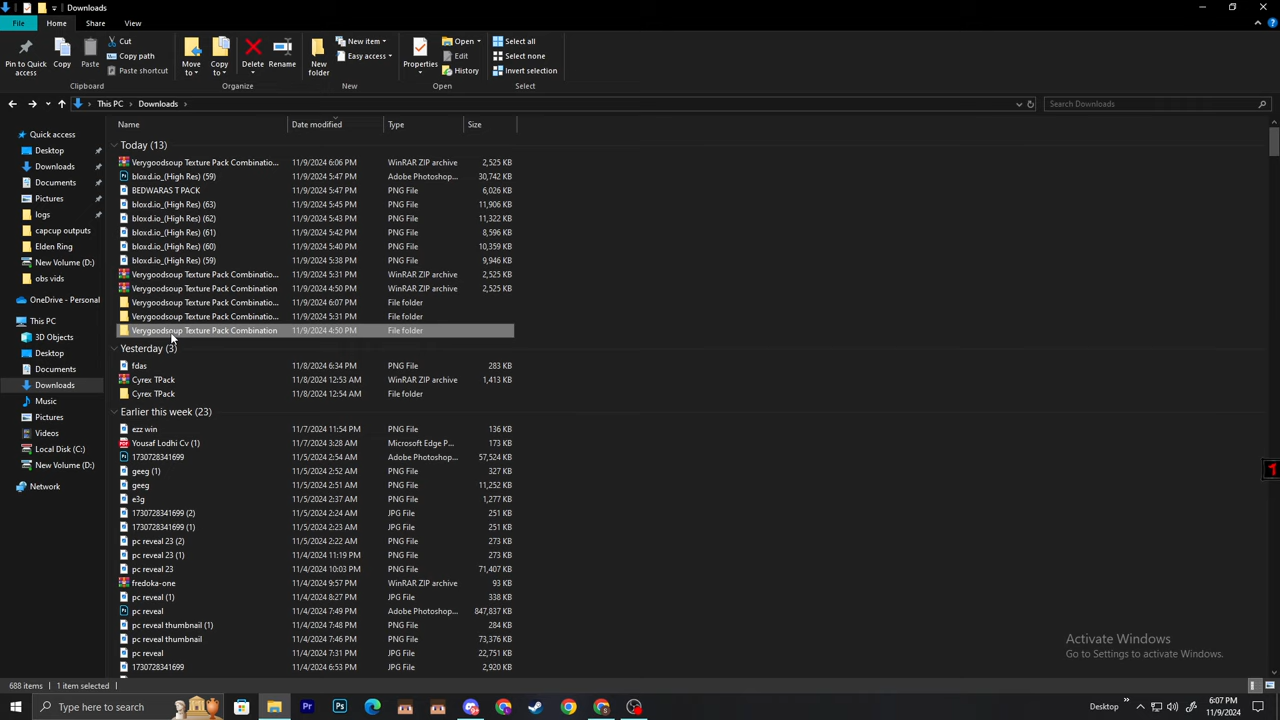 Downloads
File Home Share View
Pin to Quick access
Copy
Paste
Cut
Copy path
Paste shortcut
Clipboard
Move to
Copy to
Delete
Rename
Organize
New folder
New item
Easy access
New
Properties
Open
Edit
History
Open
Select all
Select none
Invert selection
Select
This PC > Downloads >
Search Downloads
Name Date modified Type Size
Quick access
Desktop
Downloads
Documents
Pictures
logs
capcup outputs
Elden Ring
New Volume (D:)
obs vids
OneDrive - Personal
This PC
3D Objects
Desktop
Documents
Downloads
Music
Pictures
Videos
Local Disk (C:)
New Volume (D:)
Network
Today (13)
Verygoodsoup Texture Pack Combinatio... 11/9/2024 6:06 PM WinRAR ZIP archive 2,525 KB
bloxd.io_(High Res) (59) 11/9/2024 5:47 PM Adobe Photoshop... 30,742 KB
BEDWARAS T PACK 11/9/2024 5:47 PM PNG File 6,026 KB
bloxd.io_(High Res) (63) 11/9/2024 5:45 PM PNG File 11,906 KB
bloxd.io_(High Res) (62) 11/9/2024 5:43 PM PNG File 11,322 KB
bloxd.io_(High Res) (61) 11/9/2024 5:42 PM PNG File 8,596 KB
bloxd.io_(High Res) (60) 11/9/2024 5:40 PM PNG File 10,359 KB
bloxd.io_(High Res) (59) 11/9/2024 5:38 PM PNG File 9,946 KB
Verygoodsoup Texture Pack Combinatio... 11/9/2024 5:31 PM WinRAR ZIP archive 2,525 KB
Verygoodsoup Texture Pack Combination 11/9/2024 4:50 PM WinRAR ZIP archive 2,525 KB
Verygoodsoup Texture Pack Combinatio... 11/9/2024 6:07 PM File folder
Verygoodsoup Texture Pack Combinatio... 11/9/2024 5:31 PM File folder
Verygoodsoup Texture Pack Combination 11/9/2024 4:50 PM File folder
Yesterday (3)
fdas 11/8/2024 6:34 PM PNG File 283 KB
Cyrex TPack 11/8/2024 12:53 AM WinRAR ZIP archive 1,413 KB
Cyrex TPack 11/8/2024 12:54 AM File folder
Earlier this week (23)
ezz win 11/7/2024 11:54 PM PNG File 136 KB
Yousaf Lodhi Cv (1) 11/7/2024 3:28 AM Microsoft Edge P... 173 KB
1730728341699 11/5/2024 2:54 AM Adobe Photoshop... 57,524 KB
geeg (1) 11/5/2024 2:52 AM PNG File 327 KB
geeg 11/5/2024 2:51 AM PNG File 11,252 KB
e3g 11/5/2024 2:37 AM PNG File 1,277 KB
1730728341699 (2) 11/5/2024 2:24 AM JPG File 251 KB
1730728341699 (1) 11/5/2024 2:23 AM JPG File 251 KB
pc reveal 23 (2) 11/5/2024 2:22 AM PNG File 273 KB
pc reveal 23 (1) 11/4/2024 11:19 PM PNG File 273 KB
pc reveal 23 11/4/2024 10:03 PM PNG File 71,407 KB
fredoka-one 11/4/2024 9:57 PM WinRAR ZIP archive 93 KB
pc reveal (1) 11/4/2024 8:27 PM JPG File 338 KB
pc reveal 11/4/2024 7:49 PM Adobe Photoshop... 847,837 KB
pc reveal thumbnail (1) 11/4/2024 7:48 PM PNG File 284 KB
pc reveal thumbnail 11/4/2024 7:46 PM PNG File 73,376 KB
pc reveal 11/4/2024 7:44 PM PNG File 22,751 KB
1730728341699 11/4/2024 6:53 PM JPG File 2,920 KB
1
Activate Windows
Go to Settings to activate Windows.
688 items 1 item selected
Type here to search
Pr
Ps
Desktop
6:07 PM
11/9/2024